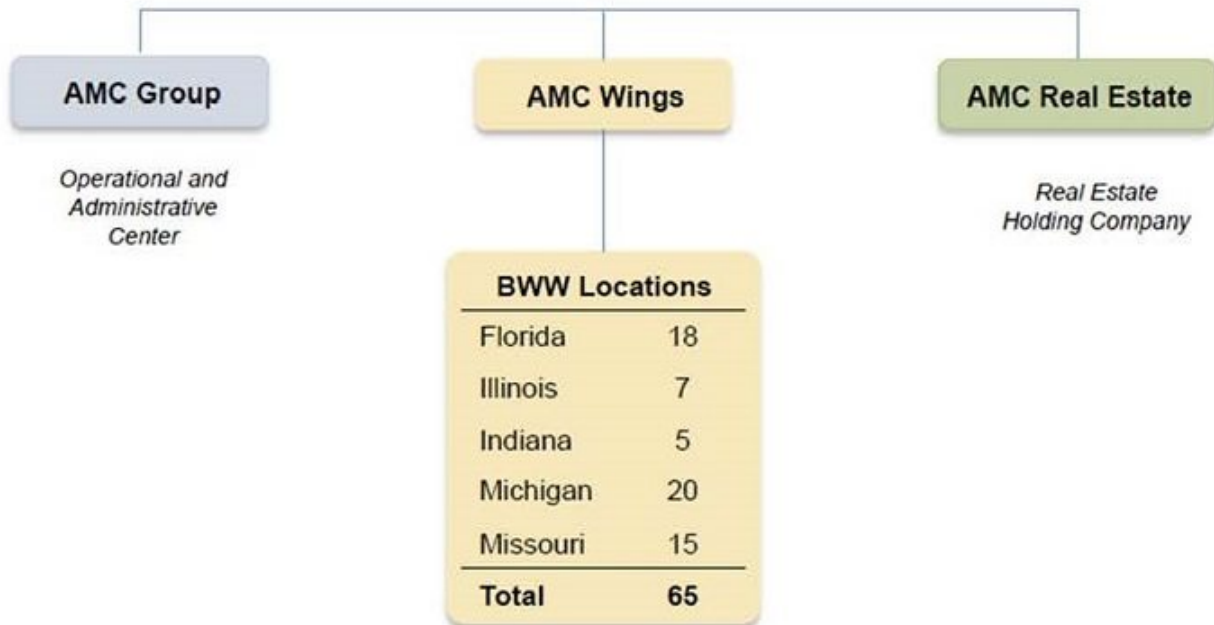 AMC Group
AMC Wings
AMC Real Estate
Operational and
Administrative
Center
Real Estate
Holding Company
BWW Locations
Florida 18
Illinois 7
Indiana 5
Michigan 20
Missouri 15
Total 65